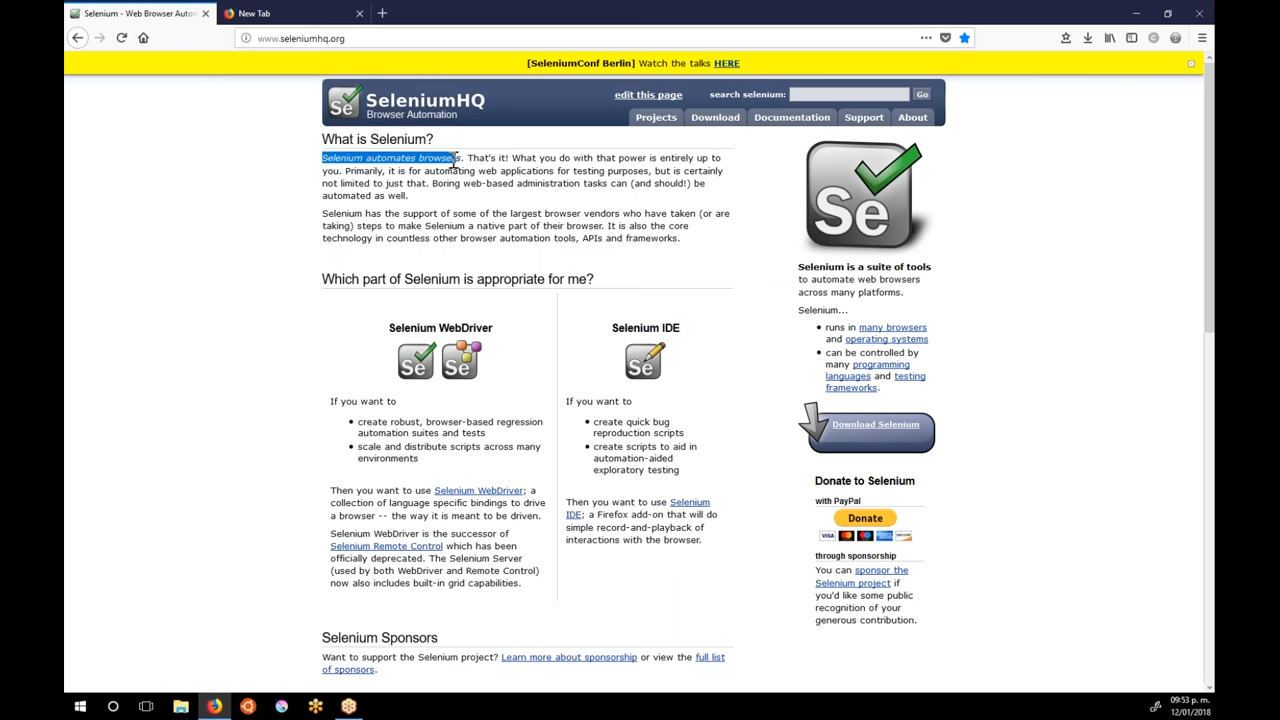 Selenium - Web Browser Autom
New Tab
www.seleniumhq.org
[SeleniumConf Berlin] Watch the talks HERE
Se
SeleniumHQ
Browser Automation
edit this page
search selenium:
Go
Projects
Download
Documentation
Support
About
What is Selenium?
Selenium automates browsers. That's it! What you do with that power is entirely up to
you. Primarily, it is for automating web applications for testing purposes, but is certainly
not limited to just that. Boring web-based administration tasks can (and should!) be
automated as well.
Selenium has the support of some of the largest browser vendors who have taken (or are
taking) steps to make Selenium a native part of their browser. It is also the core
technology in countless other browser automation tools, APIs and frameworks.
Which part of Selenium is appropriate for me?
Selenium WebDriver
Se
Se
If you want to
create robust, browser-based regression
automation suites and tests
scale and distribute scripts across many
environments
Then you want to use Selenium WebDriver; a
collection of language specific bindings to drive
a browser -- the way it is meant to be driven.
Selenium WebDriver is the successor of
Selenium Remote Control which has been
officially deprecated. The Selenium Server
(used by both WebDriver and Remote Control)
now also includes built-in grid capabilities.
Selenium IDE
Se
If you want to
create quick bug
reproduction scripts
create scripts to aid in
automation-aided
exploratory testing
Then you want to use Selenium
IDE; a Firefox add-on that will do
simple record-and-playback of
interactions with the browser.
Selenium Sponsors
Want to support the Selenium project? Learn more about sponsorship or view the full list
of sponsors.
Se
Selenium is a suite of tools
to automate web browsers
across many platforms.
Selenium...
runs in many browsers
and operating systems
can be controlled by
many programming
languages and testing
frameworks.
Download Selenium
Donate to Selenium
with PayPal
Donate
VISA
through sponsorship
You can sponsor the
Selenium project if
you'd like some public
recognition of your
generous contribution.
09:53 p. m.
12/01/2018